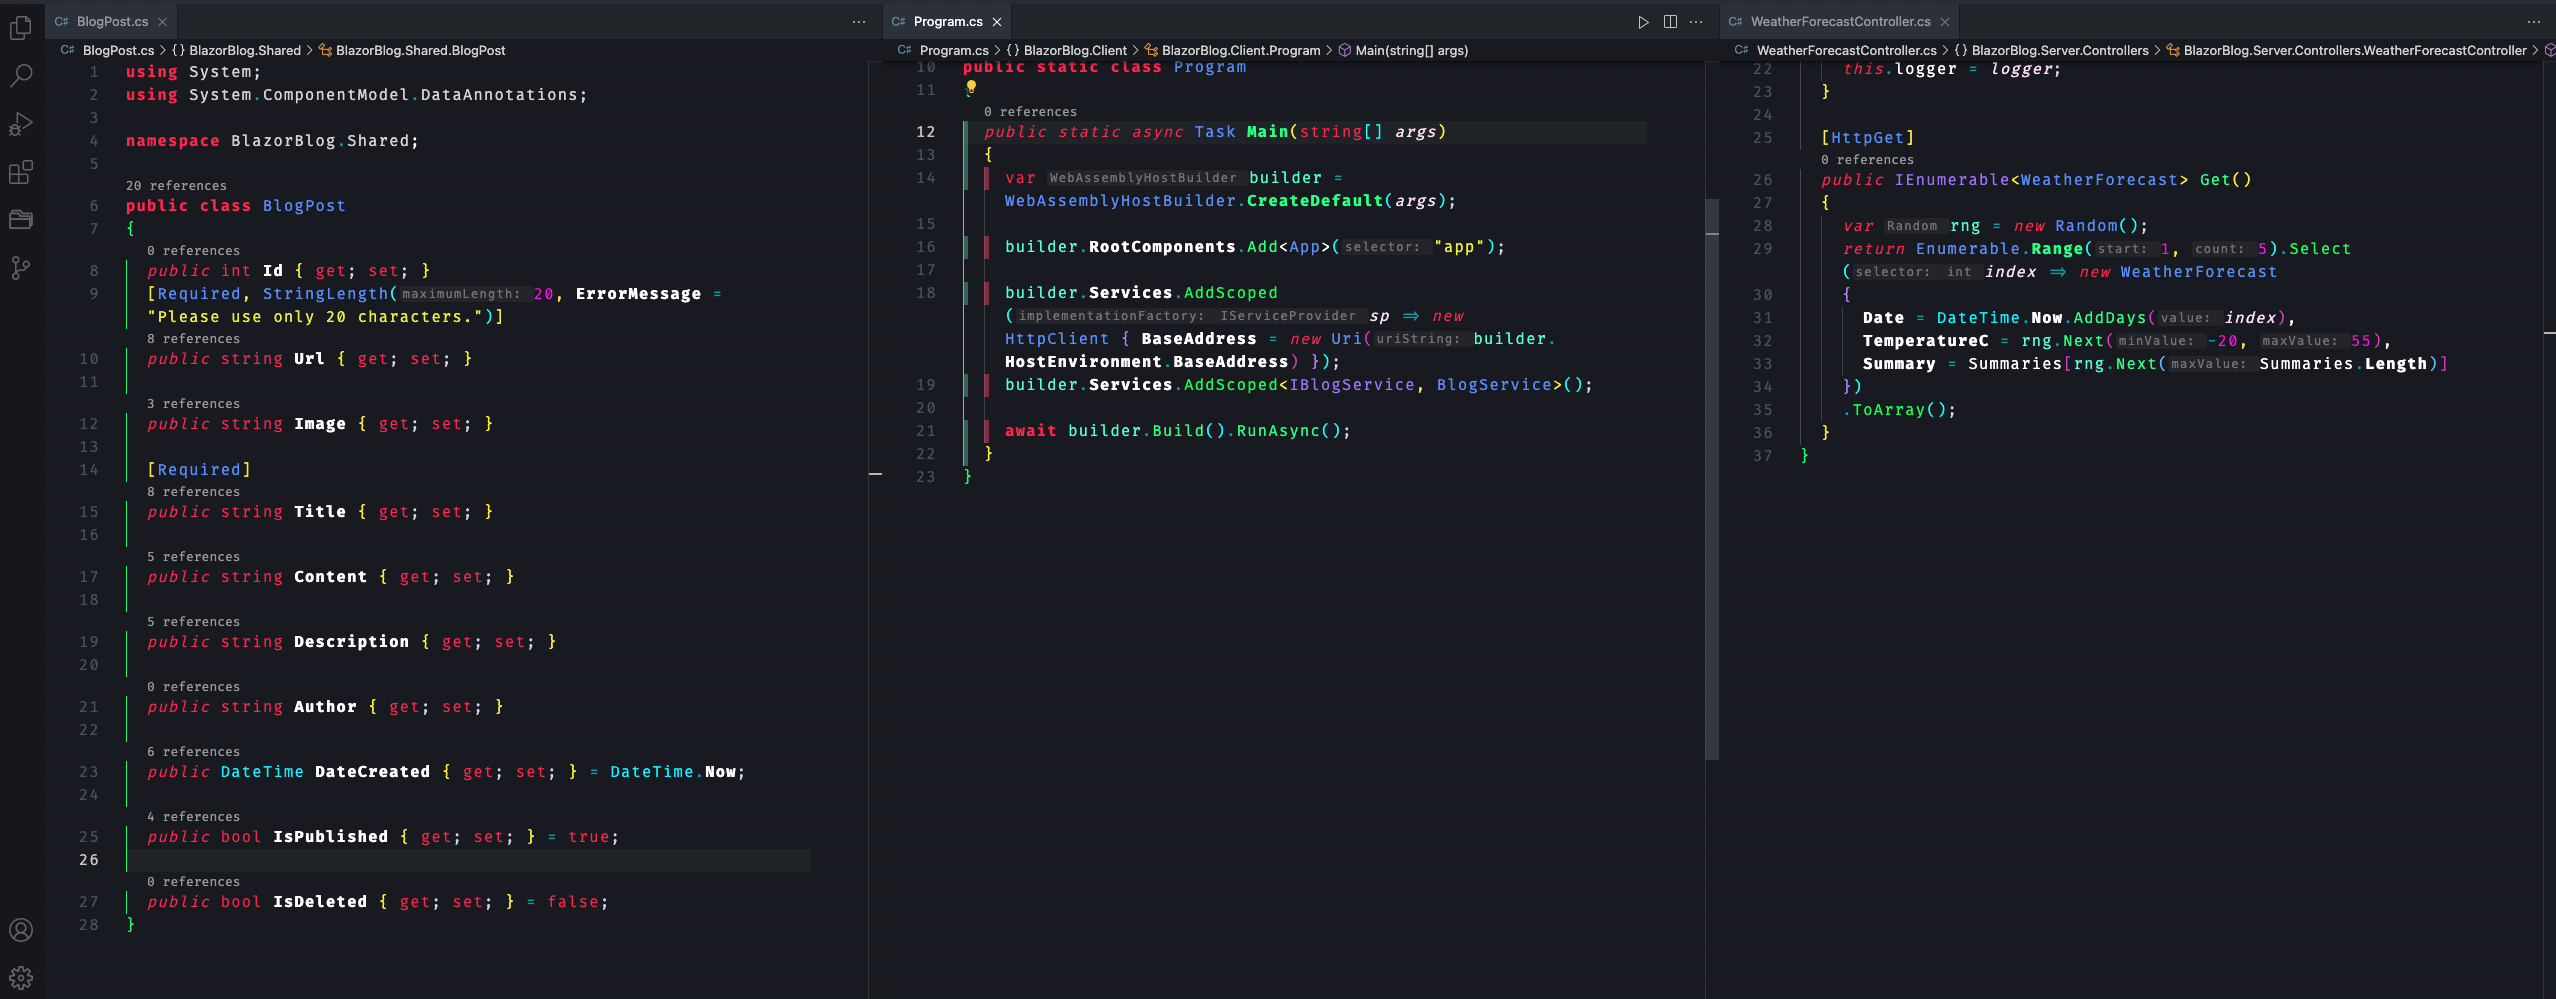 C# BlogPost.cs
C# BlogPost.cs > {} BlazorBlog.Shared > BlazorBlog.Shared.BlogPost
1 using System;
2 using System.ComponentModel.DataAnnotations;
3
4 namespace BlazorBlog.Shared;
5
20 references
6 public class BlogPost
7 {
0 references
8 public int Id { get; set; }
9 [Required, StringLength(maximumLength: 20, ErrorMessage =
"Please use only 20 characters.")]
8 references
10 public string Url { get; set; }
11
3 references
12 public string Image { get; set; }
13
14 [Required]
8 references
15 public string Title { get; set; }
16
5 references
17 public string Content { get; set; }
18
5 references
19 public string Description { get; set; }
20
0 references
21 public string Author { get; set; }
22
6 references
23 public DateTime DateCreated { get; set; } = DateTime.Now;
24
4 references
25 public bool IsPublished { get; set; } = true;
26
0 references
27 public bool IsDeleted { get; set; } = false;
28 }
C# Program.cs
C# Program.cs > {} BlazorBlog.Client > BlazorBlog.Client.Program > Main(string[] args)
10 public static class Program
11 {
0 references
12 public static async Task Main(string[] args)
13 {
14 var WebAssemblyHostBuilder builder =
WebAssemblyHostBuilder.CreateDefault(args);
15
16 builder.RootComponents.Add<App>(selector: "app");
17
18 builder.Services.AddScoped
(implementationFactory: IServiceProvider sp => new
HttpClient { BaseAddress = new Uri(uriString: builder.
HostEnvironment.BaseAddress) });
19 builder.Services.AddScoped<IBlogService, BlogService>();
20
21 await builder.Build().RunAsync();
22 }
23 }
C# WeatherForecastController.cs
C# WeatherForecastController.cs > {} BlazorBlog.Server.Controllers > BlazorBlog.Server.Controllers.WeatherForecastController >
22 this.logger = logger;
23 }
24
25 [HttpGet]
0 references
26 public IEnumerable<WeatherForecast> Get()
27 {
28 var Random rng = new Random();
29 return Enumerable.Range(start: 1, count: 5).Select
(selector: int index => new WeatherForecast
30 {
31 Date = DateTime.Now.AddDays(value: index),
32 TemperatureC = rng.Next(minValue: -20, maxValue: 55),
33 Summary = Summaries[rng.Next(maxValue: Summaries.Length)]
34 })
35 .ToArray();
36 }
37 }